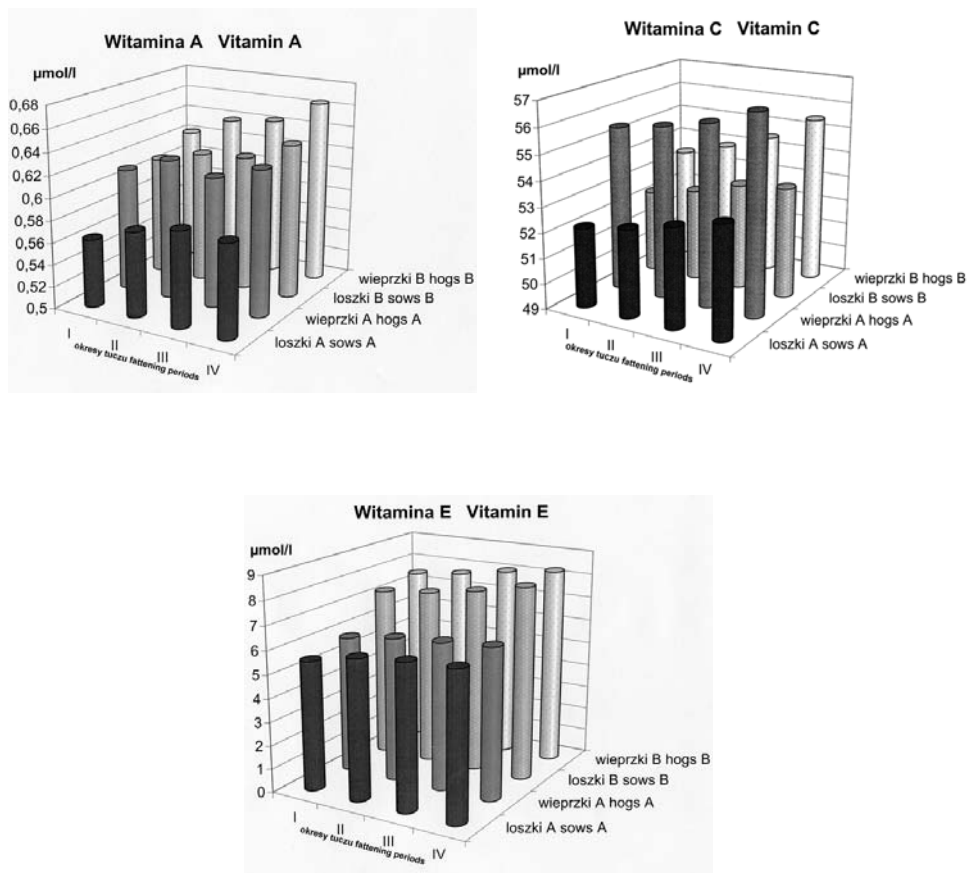 Witamina A Vitamin A
µmol/l
0,68
0,66
0,64
0,62
0,6
0,58
0,56
0,54
0,52
0,5
I
II
III
IV
okresy tuczu fattening periods
wieprzki B hogs B
loszki B sows B
wieprzki A hogs A
loszki A sows A
Witamina C Vitamin C
µmol/l
57
56
55
54
53
52
51
50
49
I
II
III
IV
okresy tuczu fattening periods
wieprzki B hogs B
loszki B sows B
wieprzki A hogs A
loszki A sows A
Witamina E Vitamin E
µmol/l
9
8
7
6
5
4
3
2
1
0
I
II
III
IV
okresy tuczu fattening periods
wieprzki B hogs B
loszki B sows B
wieprzki A hogs A
loszki A sows A